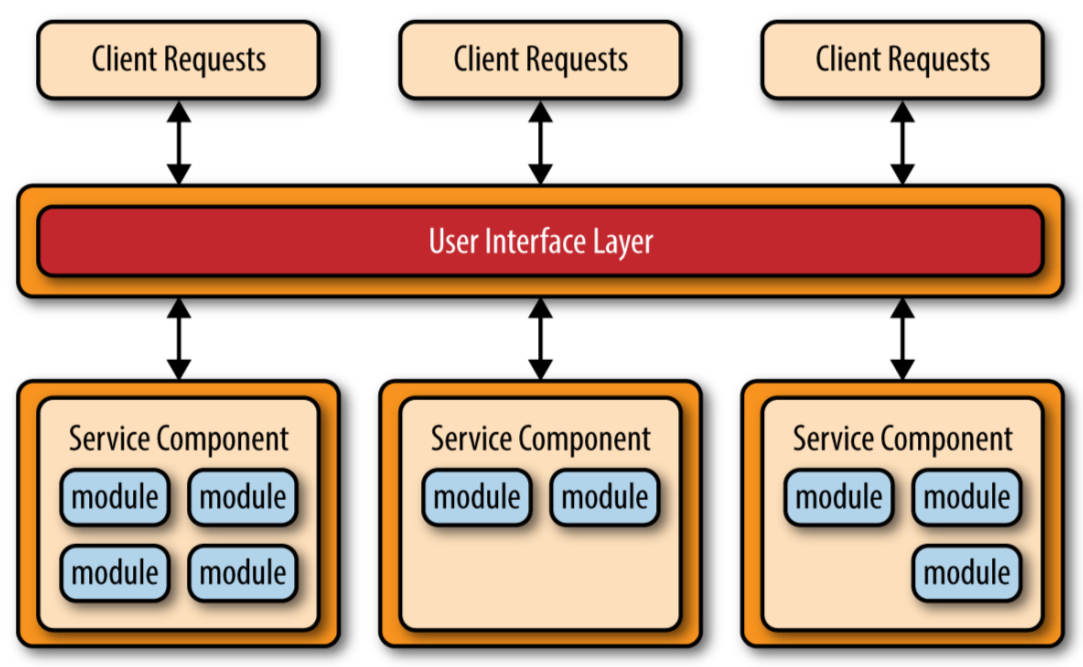 Client Requests
Client Requests
Client Requests
User Interface Layer
Service Component
module module
module module
Service Component
module module
Service Component
module module
module